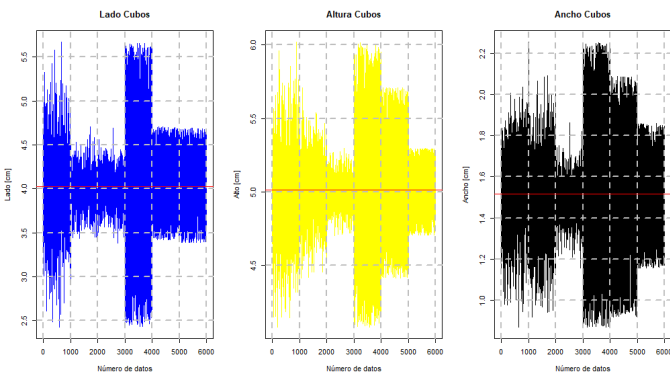 Lado Cubos
Lado [cm]
5.5
5.0
4.5
4.0
3.5
3.0
2.5
0 1000 2000 3000 4000 5000 6000
Número de datos
Altura Cubos
Alto [cm]
6.0
5.5
5.0
4.5
0 1000 2000 3000 4000 5000 6000
Número de datos
Ancho Cubos
Ancho [cm]
2.2
2.0
1.8
1.6
1.4
1.2
1.0
0 1000 2000 3000 4000 5000 6000
Número de datos